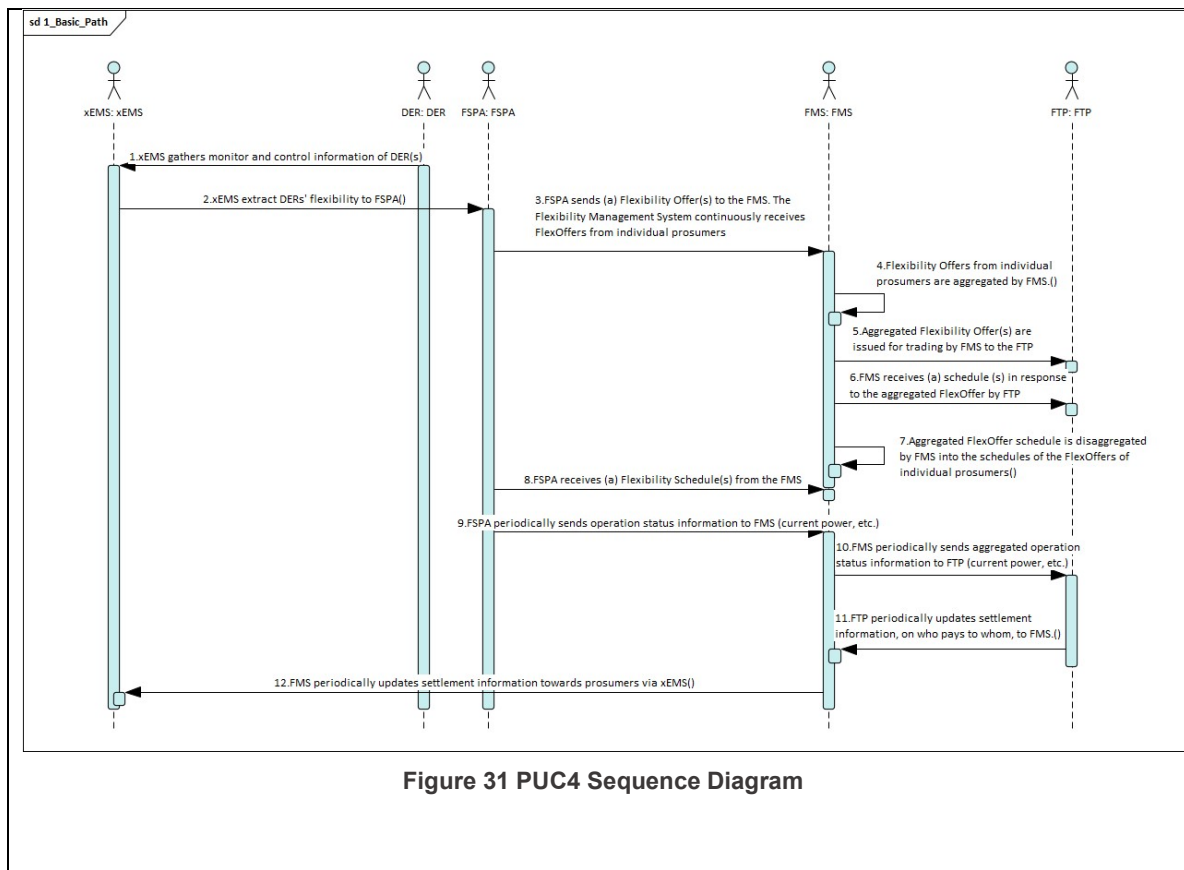 sd 1_Basic_Path
xEMS: xEMS
DER: DER
FSPA: FSPA
FMS: FMS
FTP: FTP
1.xEMS gathers monitor and control information of DER(s)
2.xEMS extract DERs' flexibility to FSPA()
3.FSPA sends (a) Flexibility Offer(s) to the FMS. The
Flexibility Management System continuously receives
FlexOffers from individual prosumers
4.Flexibility Offers from individual
prosumers are aggregated by FMS.()
5.Aggregated Flexibility Offer(s) are
issued for trading by FMS to the FTP
6.FMS receives (a) schedule (s) in response
to the aggregated FlexOffer by FTP
7.Aggregated FlexOffer schedule is disaggregated
by FMS into the schedules of the FlexOffers of
individual prosumers()
8.FSPA receives (a) Flexibility Schedule(s) from the FMS
9.FSPA periodically sends operation status information to FMS (current power, etc.)
10.FMS periodically sends aggregated operation
status information to FTP (current power, etc.)
11.FTP periodically updates settlement
information, on who pays to whom, to FMS.()
12.FMS periodically updates settlement information towards prosumers via xEMS()
Figure 31 PUC4 Sequence Diagram